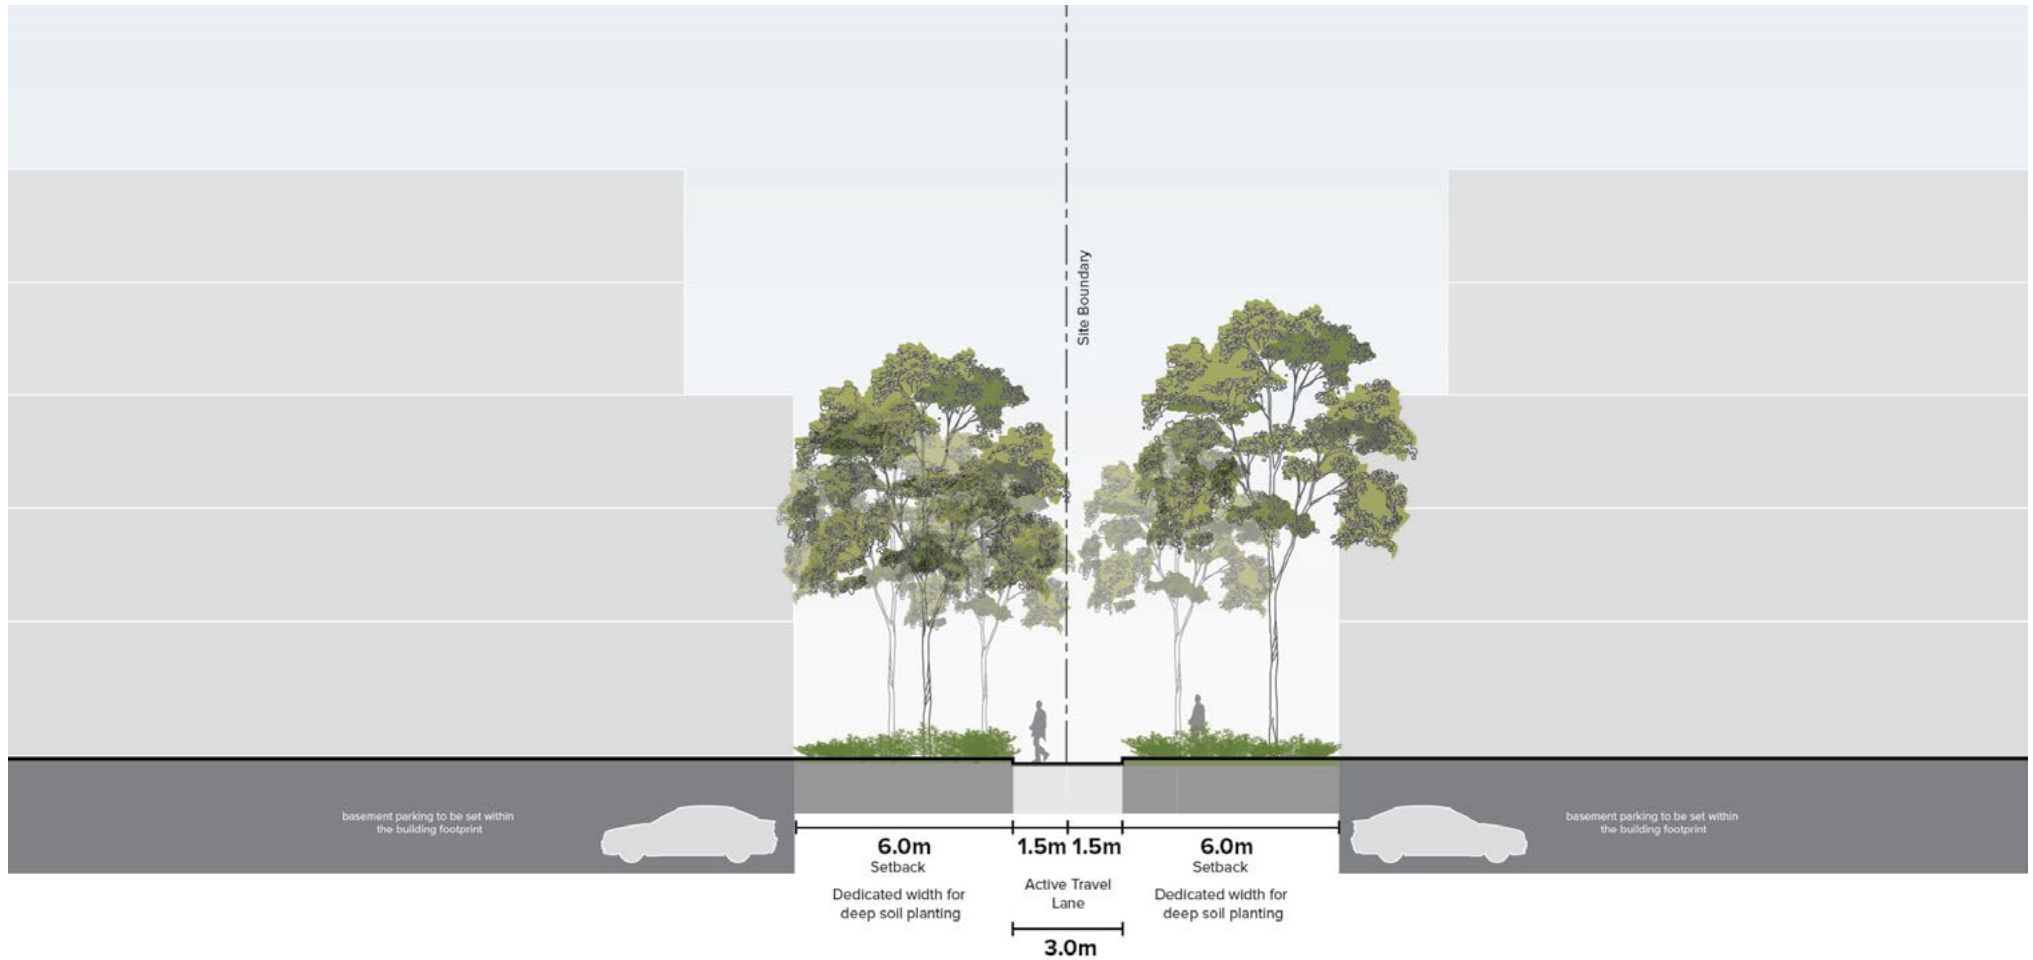 Site Boundary
basement parking to be set within
the building footprint
basement parking to be set within
the building footprint
6.0m
Setback
Dedicated width for
deep soil planting
1.5m 1.5m
Active Travel
Lane
3.0m
6.0m
Setback
Dedicated width for
deep soil planting